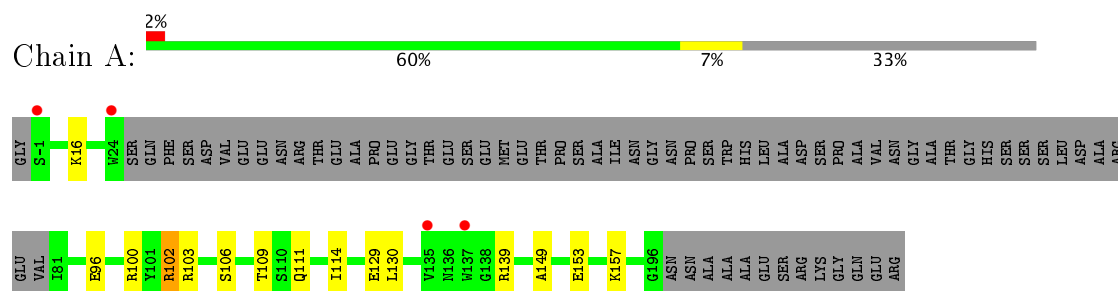 2%
Chain A:
60% 7% 33%
GLY S-1 K16 W24 SER GLN PHE SER ASP VAL GLU GLU ASN ARG THR GLU ALA PRO GLU GLY THR GLU SER GLU MET GLU THR PRO SER ALA ILE ASN GLY ASN PRO SER TRP HIS LEU ALA ASP SER PRO ALA VAL ASN GLY ALA THR GLY HIS SER SER SER LEU ASP ALA ARG
GLU VAL I81 E96 R100 Y101 R102 R103 S106 T109 S110 Q111 I114 E129 L130 V135 N136 W137 G138 R139 A149 E153 K157 G196 ASN ASN ALA ALA ALA GLU SER ARG LYS GLY GLN GLU ARG